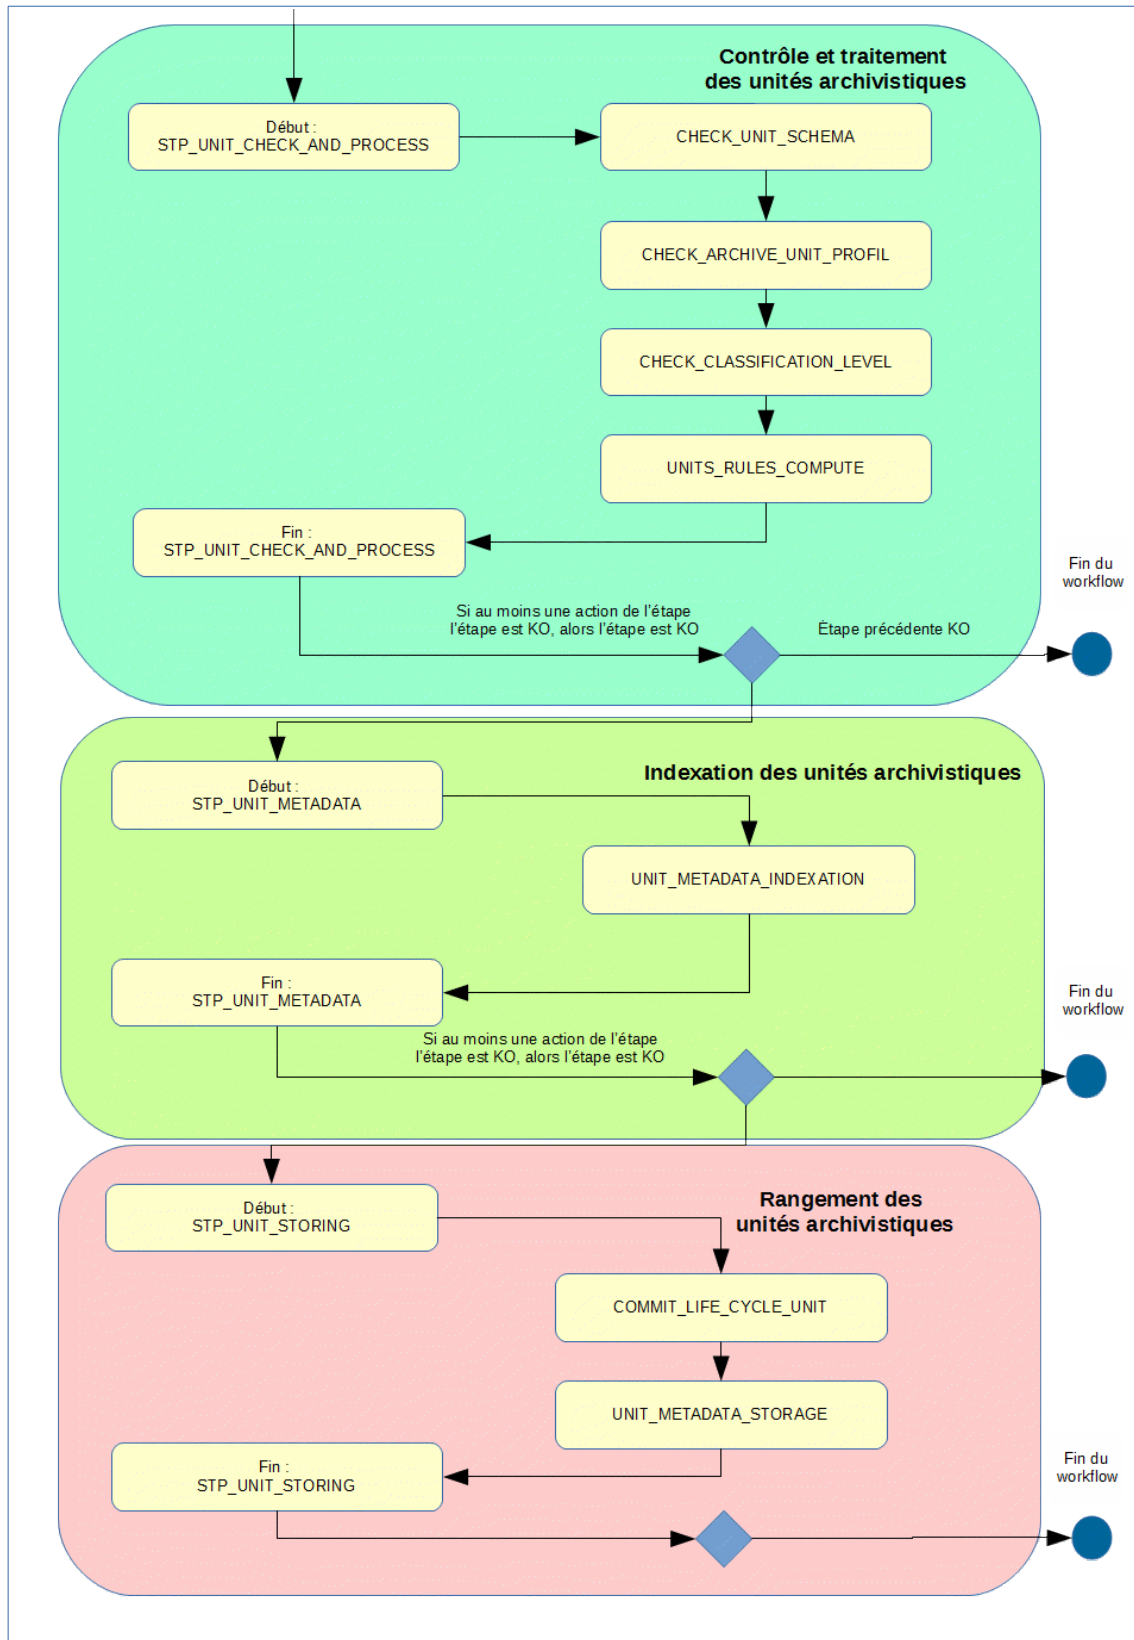 Contrôle et traitement
des unités archivistiques
Début :
STP_UNIT_CHECK_AND_PROCESS
CHECK_UNIT_SCHEMA
CHECK_ARCHIVE_UNIT_PROFIL
CHECK_CLASSIFICATION_LEVEL
UNITS_RULES_COMPUTE
Fin :
STP_UNIT_CHECK_AND_PROCESS
Si au moins une action de l'étape
l'étape est KO, alors l'étape est KO
Étape précédente KO
Fin du
workflow
Indexation des unités archivistiques
Début :
STP_UNIT_METADATA
UNIT_METADATA_INDEXATION
Fin :
STP_UNIT_METADATA
Si au moins une action de l'étape
l'étape est KO, alors l'étape est KO
Fin du
workflow
Rangement des
unités archivistiques
Début :
STP_UNIT_STORING
COMMIT_LIFE_CYCLE_UNIT
UNIT_METADATA_STORAGE
Fin :
STP_UNIT_STORING
Fin du
workflow